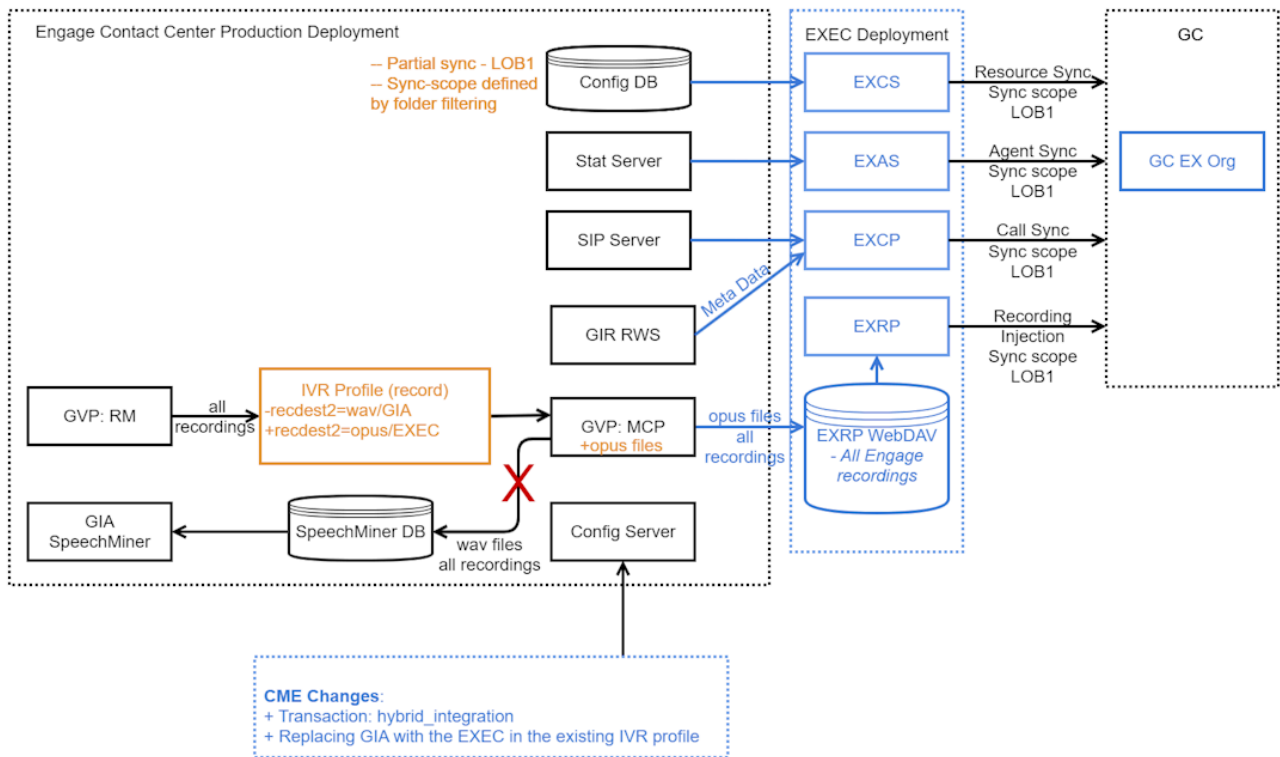 Engage Contact Center Production Deployment
-- Partial sync - LOB1
-- Sync-scope defined
by folder filtering
Config DB
Stat Server
SIP Server
GIR RWS
Meta Data
GVP: RM
all
recordings
IVR Profile (record)
-recdest2=wav/GIA
+recdest2=opus/EXEC
GVP: MCP
+opus files
opus files
all
recordings
GIA
SpeechMiner
SpeechMiner DB
X
wav files
all recordings
Config Server
EXEC Deployment
EXCS
EXAS
EXCP
EXRP
EXRP WebDAV
- All Engage
recordings
Resource Sync
Sync scope
LOB1
Agent Sync
Sync scope
LOB1
Call Sync
Sync scope
LOB1
Recording
Injection
Sync scope
LOB1
GC
GC EX Org
CME Changes:
+ Transaction: hybrid_integration
+ Replacing GIA with the EXEC in the existing IVR profile